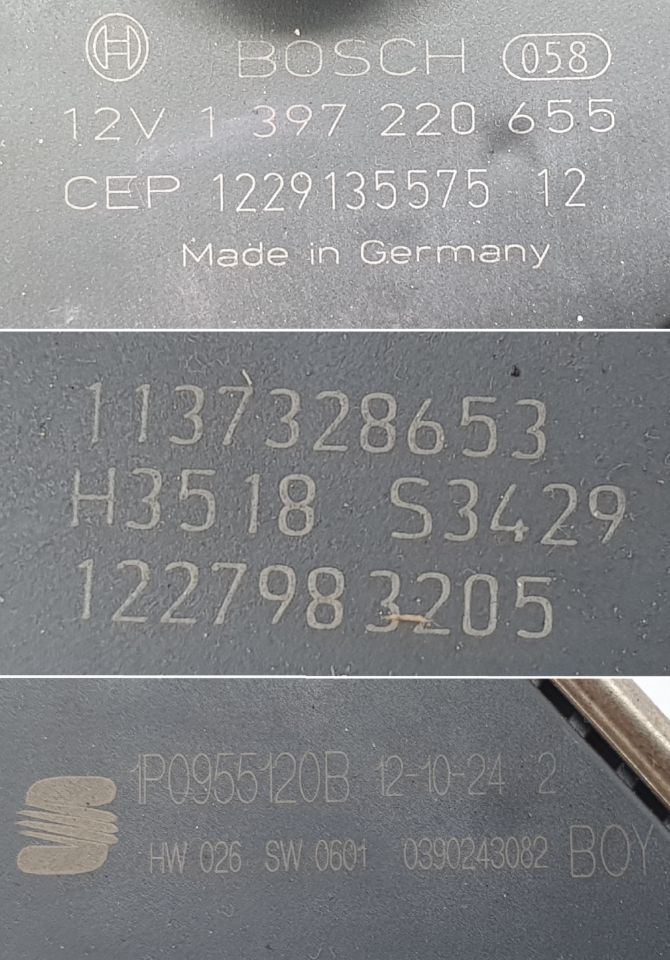 H BOSCH 058
12V 1 397 220 655
CEP 1229135575 12
Made in Germany
1137328653
H3518 S3429
1227983205
1P0955120B 12-10-24 2
HW 026 SW 0601 0390243082 BOY